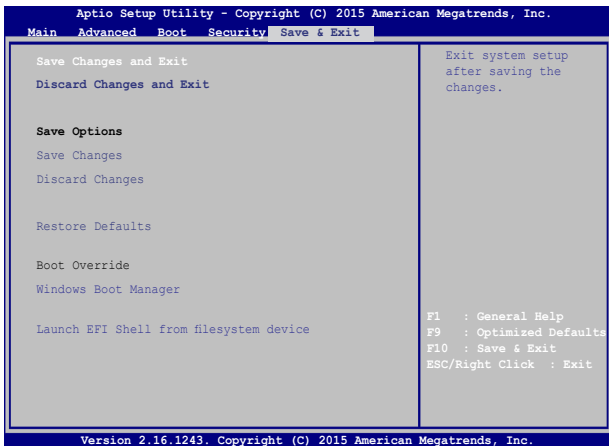 Aptio Setup Utility - Copyright (C) 2015 American Megatrends, Inc.
Main Advanced Boot Security Save & Exit
Save Changes and Exit
Discard Changes and Exit
Save Options
Save Changes
Discard Changes
Restore Defaults
Boot Override
Windows Boot Manager
Launch EFI Shell from filesystem device
Exit system setup
after saving the
changes.
F1 : General Help
F9 : Optimized Defaults
F10 : Save & Exit
ESC/Right Click : Exit
Version 2.16.1243. Copyright (C) 2015 American Megatrends, Inc.